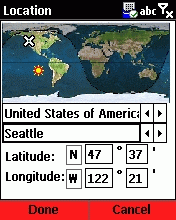 Location abc
United States of America
Seattle
Latitude: N 47 ° 37 '
Longitude: W 122 ° 21 '
Done Cancel